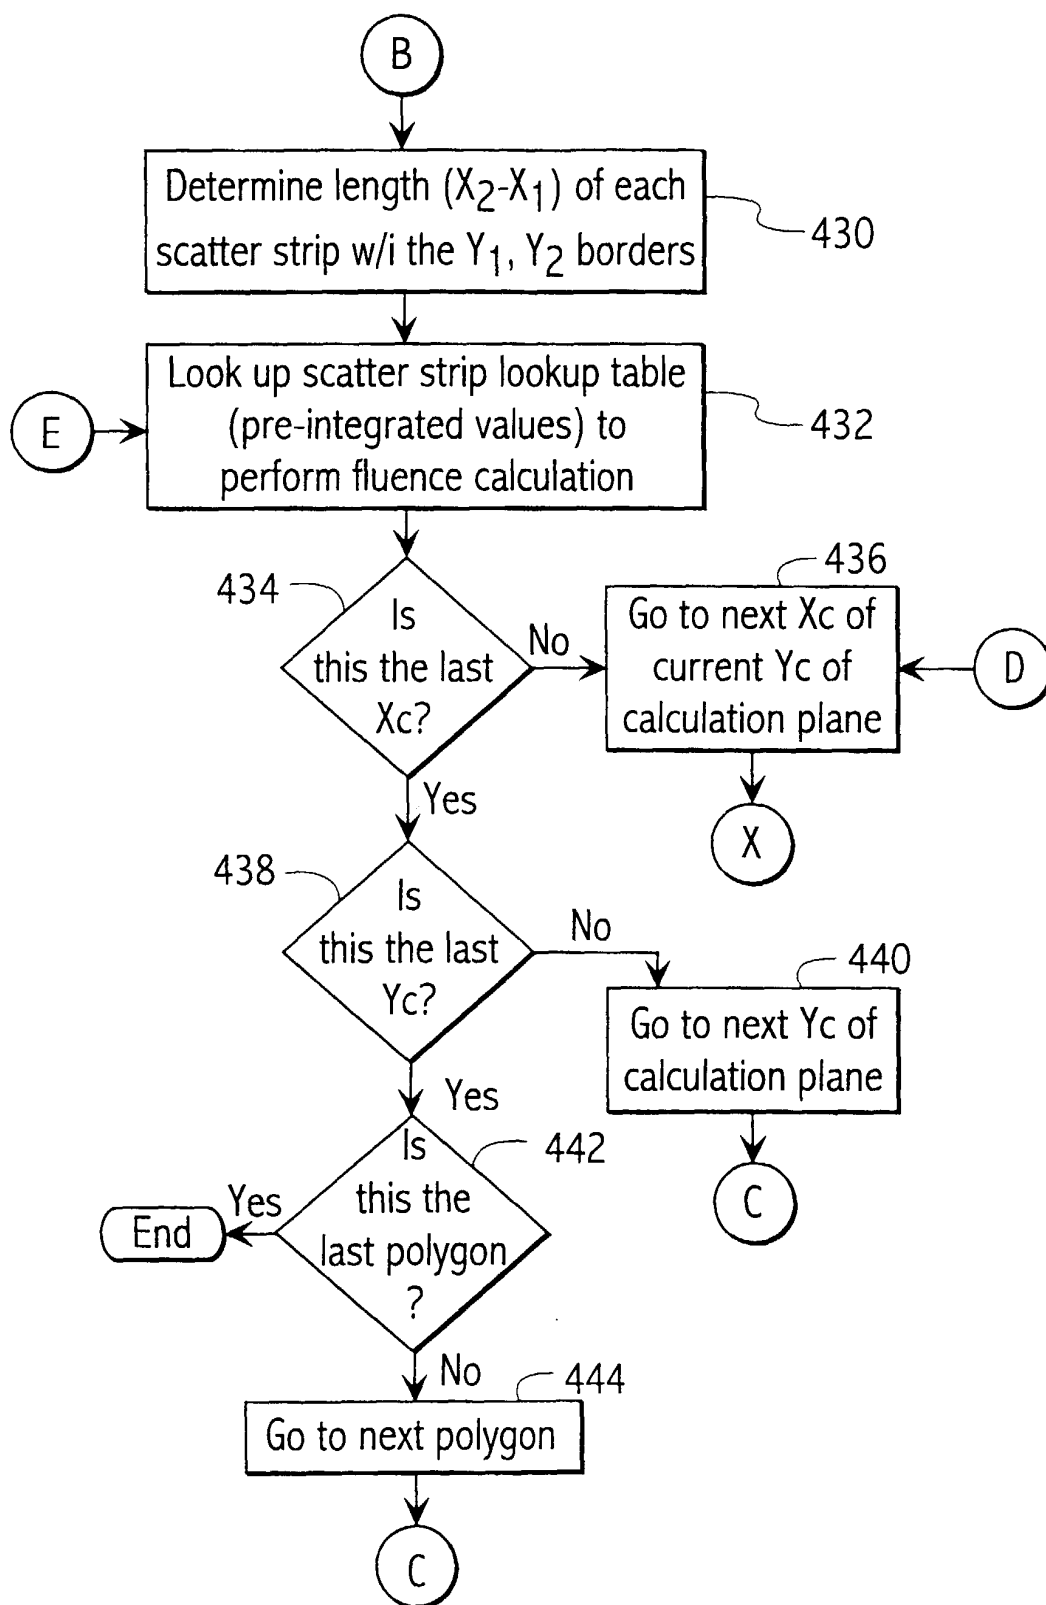 B
Determine length (X2-X1) of each
scatter strip w/i the Y1, Y2 borders
430
Look up scatter strip lookup table
(pre-integrated values) to
perform fluence calculation
432
E
434
Is
this the last
Xc?
No
436
Go to next Xc of
current Yc of
calculation plane
D
X
Yes
438
Is
this the last
Yc?
No
440
Go to next Yc of
calculation plane
C
Yes
442
Is
this the
last polygon
?
Yes
End
No
444
Go to next polygon
C